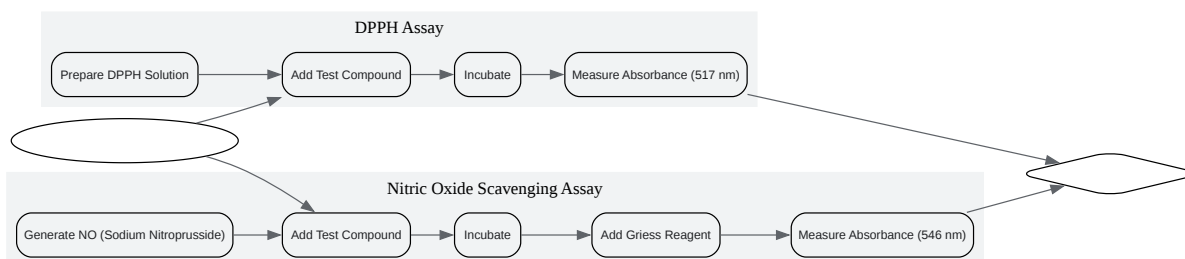 DPPH Assay
Prepare DPPH Solution
Add Test Compound
Incubate
Measure Absorbance (517 nm)
Nitric Oxide Scavenging Assay
Generate NO (Sodium Nitroprusside)
Add Test Compound
Incubate
Add Griess Reagent
Measure Absorbance (546 nm)